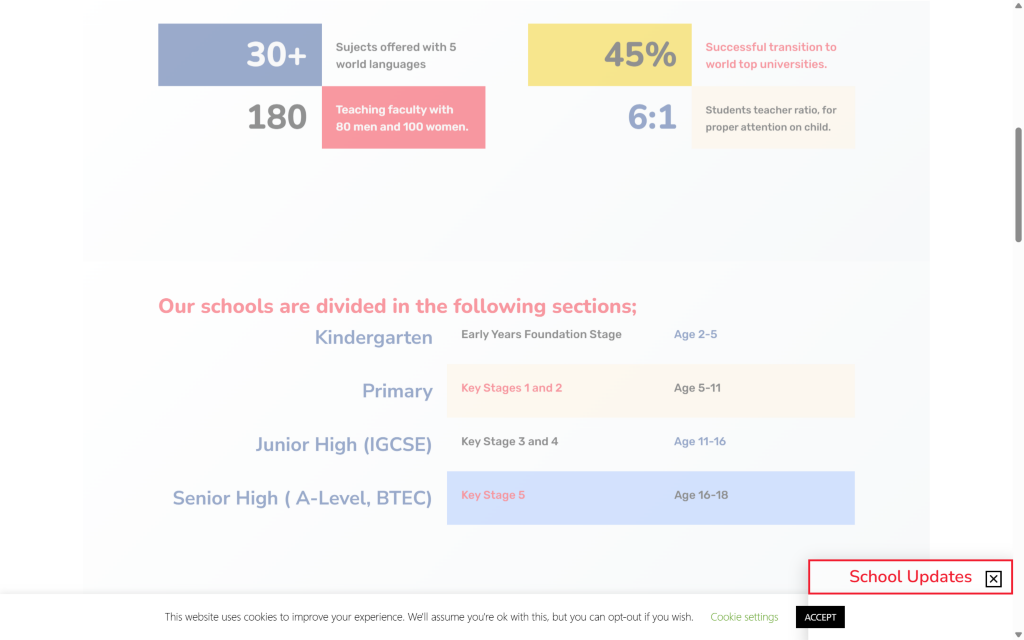 30+
Sujects offered with 5
world languages
45%
Successful transition to
world top universities.
180
Teaching faculty with
80 men and 100 women.
6:1
Students teacher ratio, for
proper attention on child.
Our schools are divided in the following sections;
Kindergarten Early Years Foundation Stage Age 2-5
Primary Key Stages 1 and 2 Age 5-11
Junior High (IGCSE) Key Stage 3 and 4 Age 11-16
Senior High ( A-Level, BTEC) Key Stage 5 Age 16-18
School Updates
This website uses cookies to improve your experience. We'll assume you're ok with this, but you can opt-out if you wish. Cookie settings ACCEPT